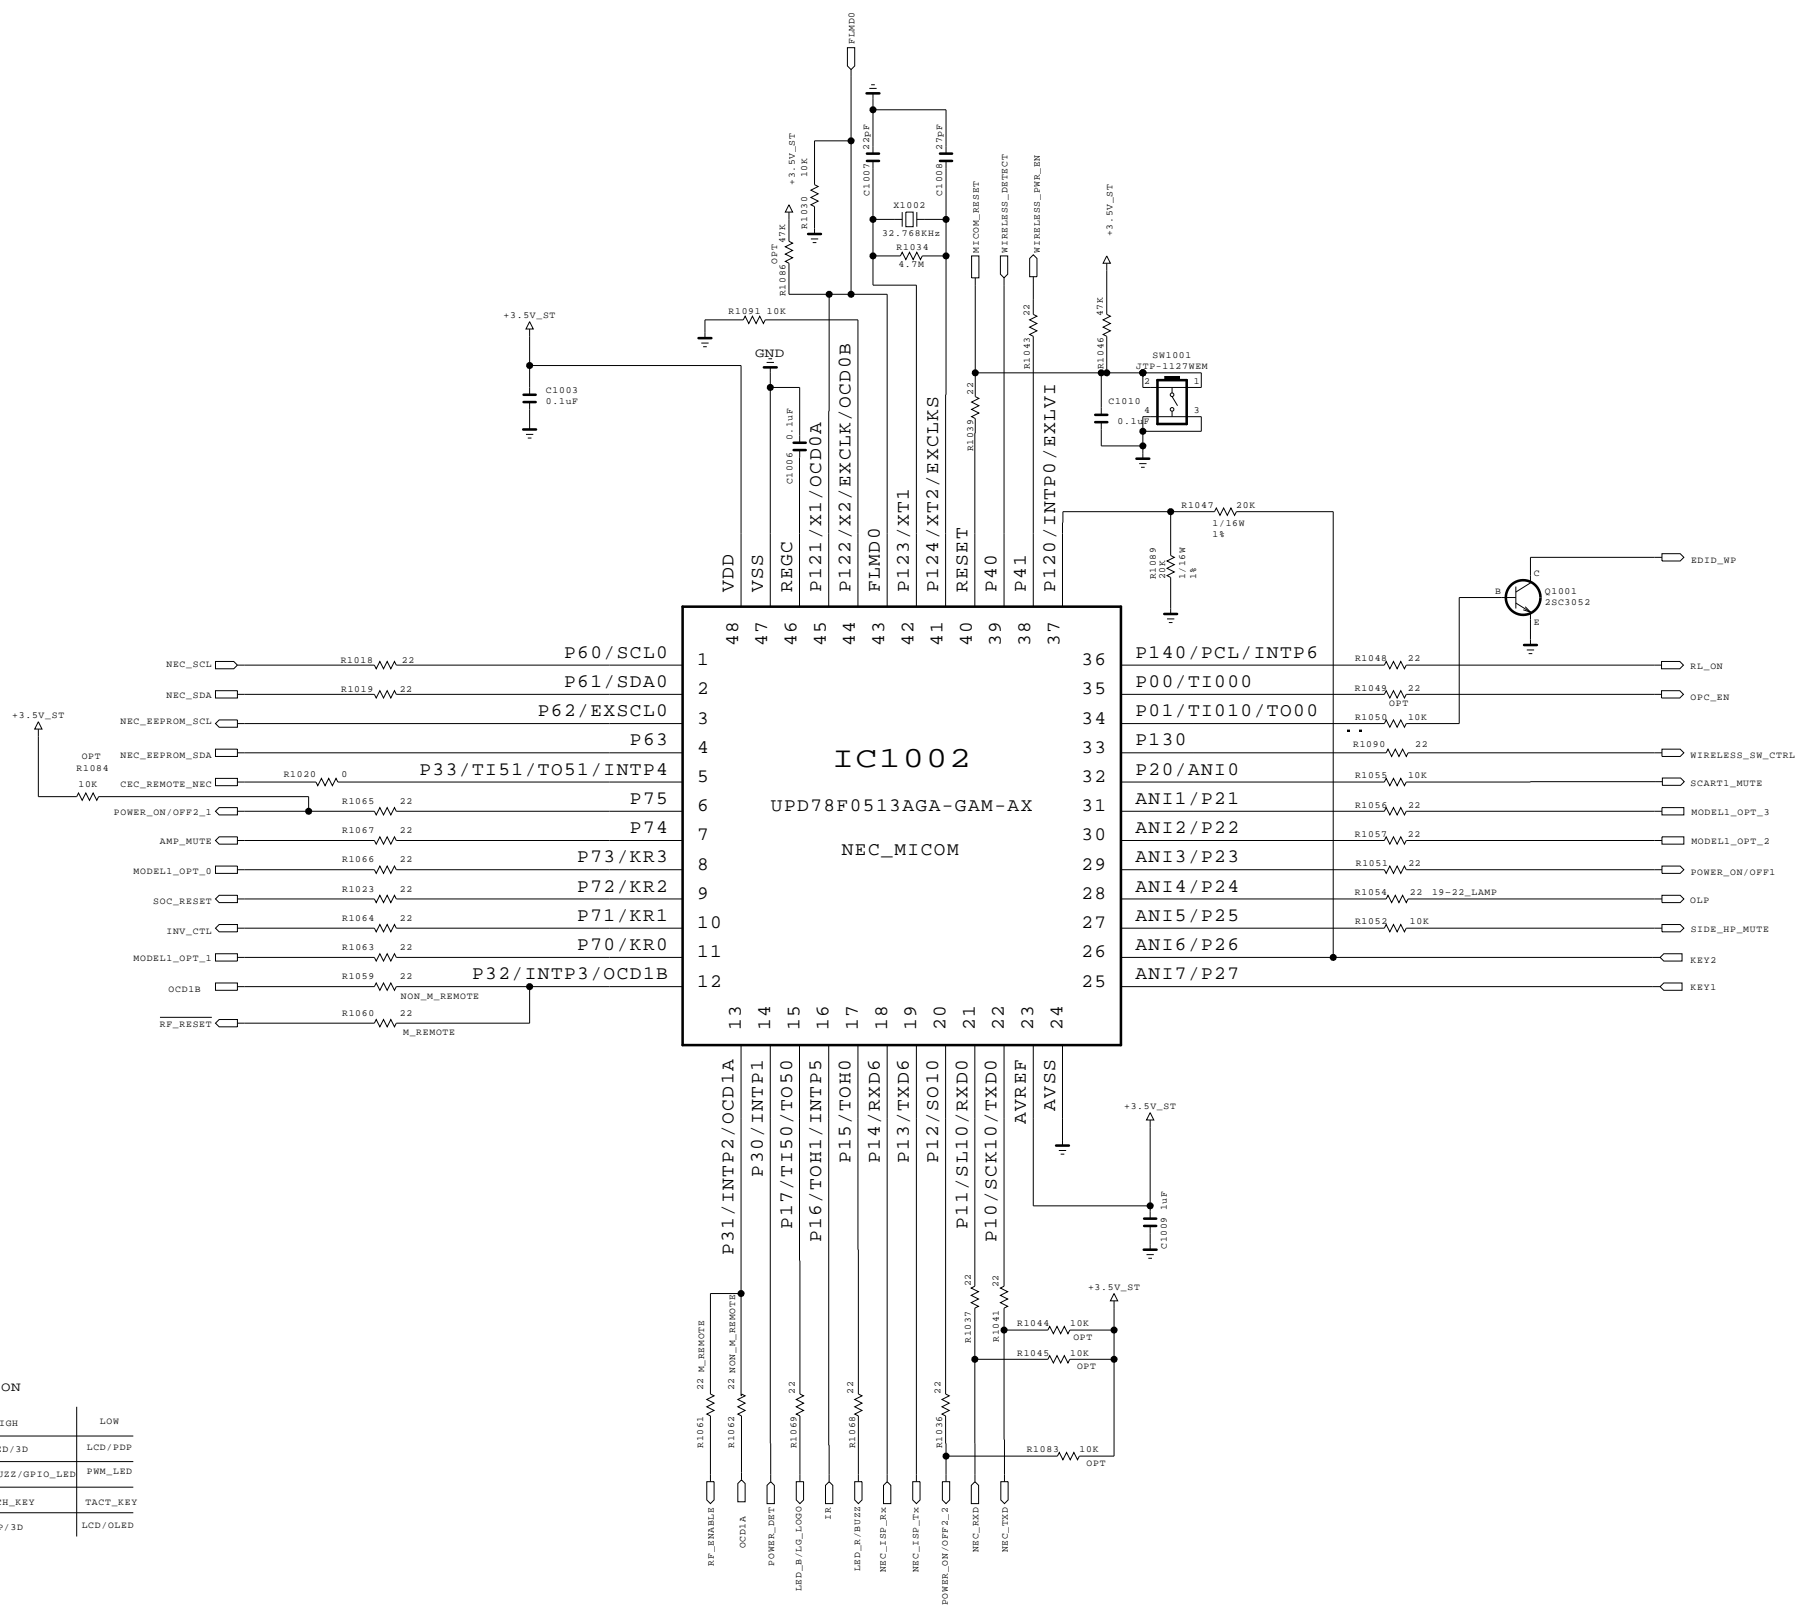 FLMD0
+3.5V_ST
R1030 10K
OPT
R1086 47K
C1007 22pF
C1008 27pF
X1002
32.768KHz
R1034
4.7M
MICOM_RESET
WIRELESS_DETECT
WIRELESS_PWR_EN
R1043 22
+3.5V_ST
R1046 47K
SW1001
JTP-1127WEM
2 1
4 3
C1010
0.1uF
R1039 22
+3.5V_ST
C1003
0.1uF
R1091 10K
GND
C1006 0.1uF
R1047 20K
1/16W
1%
R1089
20K
1/16W
1%
EDID_WP
Q1001
2SC3052
B
C
E
VDD
VSS
REGC
P121/X1/OCD0A
P122/X2/EXCLK/OCD0B
FLMD0
P123/XT1
P124/XT2/EXCLKS
RESET
P40
P41
P120/INTP0/EXLVI
48 47 46 45 44 43 42 41 40 39 38 37
IC1002
UPD78F0513AGA-GAM-AX
NEC_MICOM
NEC_SCL R1018 22 P60/SCL0 1
NEC_SDA R1019 22 P61/SDA0 2
NEC_EEPROM_SCL P62/EXSCL0 3
NEC_EEPROM_SDA P63 4
CEC_REMOTE_NEC R1020 0 P33/TI51/TO51/INTP4 5
+3.5V_ST
OPT
R1084
10K
POWER_ON/OFF2_1 R1065 22 P75 6
AMP_MUTE R1067 22 P74 7
MODEL1_OPT_0 R1066 22 P73/KR3 8
SOC_RESET R1023 22 P72/KR2 9
INV_CTL R1064 22 P71/KR1 10
MODEL1_OPT_1 R1063 22 P70/KR0 11
OCD1B R1059 22 P32/INTP3/OCD1B 12
NON_M_REMOTE
RF_RESET R1060 22
M_REMOTE
36 P140/PCL/INTP6 R1048 22 RL_ON
35 P00/TI000 R1049 22 OPC_EN
OPT
34 P01/TI010/TO00 R1050 10K
33 P130 R1090 22 WIRELESS_SW_CTRL
32 P20/ANI0 R1055 10K SCART1_MUTE
31 ANI1/P21 R1056 22 MODEL1_OPT_3
30 ANI2/P22 R1057 22 MODEL1_OPT_2
29 ANI3/P23 R1051 22 POWER_ON/OFF1
28 ANI4/P24 R1054 22 19-22_LAMP OLP
27 ANI5/P25 R1052 10K SIDE_HP_MUTE
26 ANI6/P26 KEY2
25 ANI7/P27 KEY1
13 14 15 16 17 18 19 20 21 22 23 24
P31/INTP2/OCD1A
P30/INTP1
P17/TI50/TO50
P16/TOH1/INTP5
P15/TOH0
P14/RXD6
P13/TXD6
P12/SO10
P11/SL10/RXD0
P10/SCK10/TXD0
AVREF
AVSS
+3.5V_ST
C1009 1uF
+3.5V_ST
R1037 22
R1041 22
R1044 10K
OPT
R1045 10K
OPT
R1083 10K
OPT
R1061 22 M_REMOTE
R1062 22 NON_M_REMOTE
R1069 22
R1068 22
R1036 22
RF_ENABLE
OCD1A
POWER_DET
LED_B/LG_LOGO
IR
LED_R/BUZZ
NEC_ISP_Rx
NEC_ISP_Tx
POWER_ON/OFF2_2
NEC_RXD
NEC_TXD
ON
IGH LOW
ED/3D LCD/PDP
UZZ/GPIO_LED PWM_LED
CH_KEY TACT_KEY
P/3D LCD/OLED